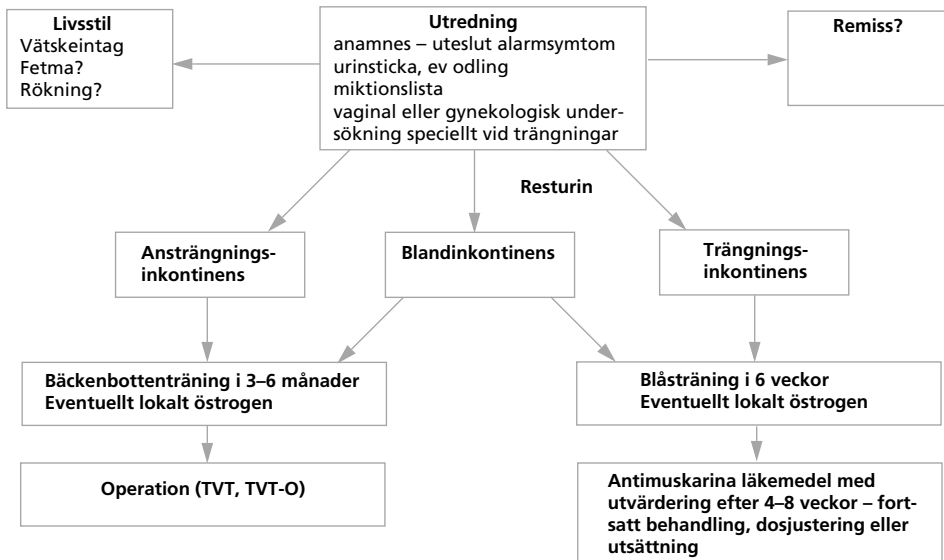 Livsstil
Vätskeintag
Fetma?
Rökning?
Utredning
anamnes – uteslut alarmsymtom
urinsticka, ev odling
miktionslista
vaginal eller gynekologisk under-
sökning speciellt vid trängningar
Remiss?
Resturin
Ansträngnings-
inkontinens
Blandinkontinens
Trängnings-
inkontinens
Bäckenbottenträning i 3–6 månader
Eventuellt lokalt östrogen
Blåsträning i 6 veckor
Eventuellt lokalt östrogen
Operation (TVT, TVT-O)
Antimuskarina läkemedel med
utvärdering efter 4–8 veckor – fort-
satt behandling, dosjustering eller
utsättning